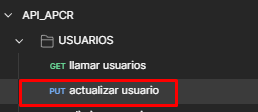 API_APCR
USUARIOS
GET llamar usuarios
PUT actualizar usuario